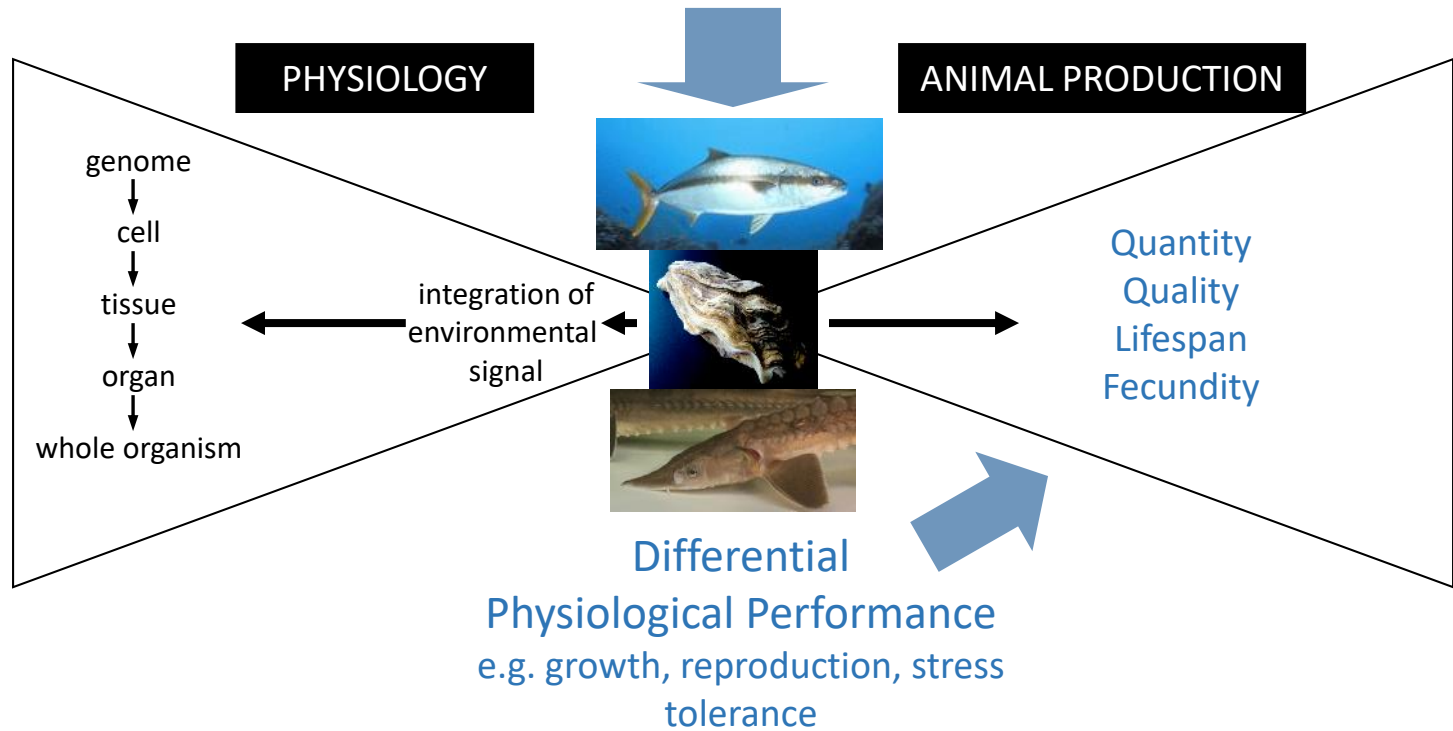 PHYSIOLOGY
ANIMAL PRODUCTION
genome
cell
tissue
organ
whole organism
integration of
environmental
signal
Quantity
Quality
Lifespan
Fecundity
Differential
Physiological Performance
e.g. growth, reproduction, stress
tolerance